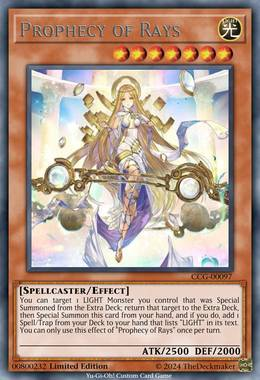 PROPHECY OF RAYS
LIGHT
光
CCG-00097
[SPELLCASTER/EFFECT]
You can target 1 LIGHT Monster you control that was Special
Summoned from the Extra Deck; return that target to the Extra Deck,
then Special Summon this card from your hand, and if you do, add 1
Spell/Trap from your Deck to your hand that lists "LIGHT" in its text.
You can only use this effect of "Prophecy of Rays" once per turn.
ATK/2500 DEF/2000
00800232 Limited Edition © 2024 TheDeckmaker
Yu-Gi-Oh! Custom Card Game